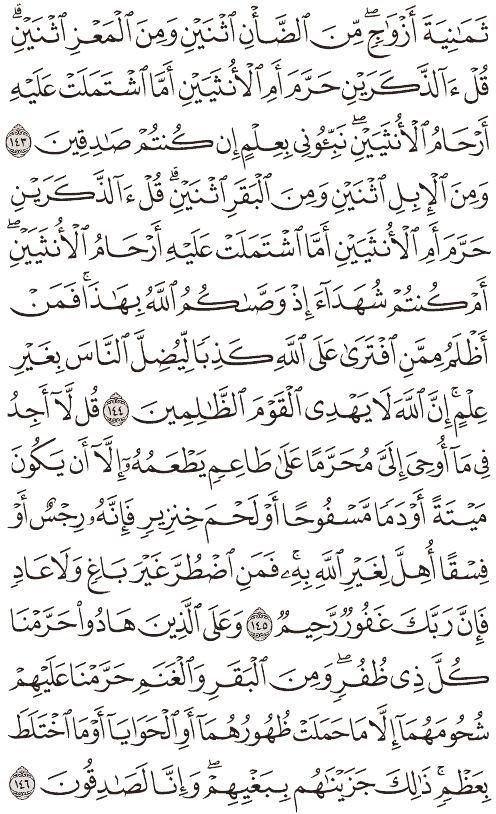 ثَمَٰنِيَةَ أَزۡوَٰجٖۖ مِّنَ ٱلضَّأۡنِ ٱثۡنَيۡنِ وَمِنَ ٱلۡمَعۡزِ ٱثۡنَيۡنِۗ
قُلۡ ءَآلذَّكَرَيۡنِ حَرَّمَ أَمِ ٱلۡأُنثَيَيۡنِ أَمَّا ٱشۡتَمَلَتۡ عَلَيۡهِ
أَرۡحَامُ ٱلۡأُنثَيَيۡنِۖ نَبِّـُٔونِي بِعِلۡمٍ إِن كُنتُمۡ صَٰدِقِينَ ١٤٣
وَمِنَ ٱلۡإِبِلِ ٱثۡنَيۡنِ وَمِنَ ٱلۡبَقَرِ ٱثۡنَيۡنِۗ قُلۡ ءَآلذَّكَرَيۡنِ
حَرَّمَ أَمِ ٱلۡأُنثَيَيۡنِ أَمَّا ٱشۡتَمَلَتۡ عَلَيۡهِ أَرۡحَامُ ٱلۡأُنثَيَيۡنِۖ
أَمۡ كُنتُمۡ شُهَدَآءَ إِذۡ وَصَّىٰكُمُ ٱللَّهُ بِهَٰذَاۚ فَمَنۡ
أَظۡلَمُ مِمَّنِ ٱفۡتَرَىٰ عَلَى ٱللَّهِ كَذِبٗا لِّيُضِلَّ ٱلنَّاسَ بِغَيۡرِ
عِلۡمٍۚ إِنَّ ٱللَّهَ لَا يَهۡدِي ٱلۡقَوۡمَ ٱلظَّٰلِمِينَ ١٤٤ قُل لَّآ أَجِدُ
فِي مَآ أُوحِيَ إِلَيَّ مُحَرَّمًا عَلَىٰ طَاعِمٖ يَطۡعَمُهُۥٓ إِلَّآ أَن يَكُونَ
مَيۡتَةً أَوۡ دَمٗا مَّسۡفُوحًا أَوۡ لَحۡمَ خِنزِيرٖ فَإِنَّهُۥ رِجۡسٌ أَوۡ
فِسۡقًا أُهِلَّ لِغَيۡرِ ٱللَّهِ بِهِۦۚ فَمَنِ ٱضۡطُرَّ غَيۡرَ بَاغٖ وَلَا عَادٖ
فَإِنَّ رَبَّكَ غَفُورٞ رَّحِيمٞ ١٤٥ وَعَلَى ٱلَّذِينَ هَادُواْ حَرَّمۡنَا
كُلَّ ذِي ظُفُرٖۖ وَمِنَ ٱلۡبَقَرِ وَٱلۡغَنَمِ حَرَّمۡنَا عَلَيۡهِمۡ
شُحُومَهُمَآ إِلَّا مَا حَمَلَتۡ ظُهُورُهُمَآ أَوِ ٱلۡحَوَايَآ أَوۡ مَا ٱخۡتَلَطَ
بِعَظۡمٖۚ ذَٰلِكَ جَزَيۡنَٰهُم بِبَغۡيِهِمۡۖ وَإِنَّا لَصَٰدِقُونَ ١٤٦